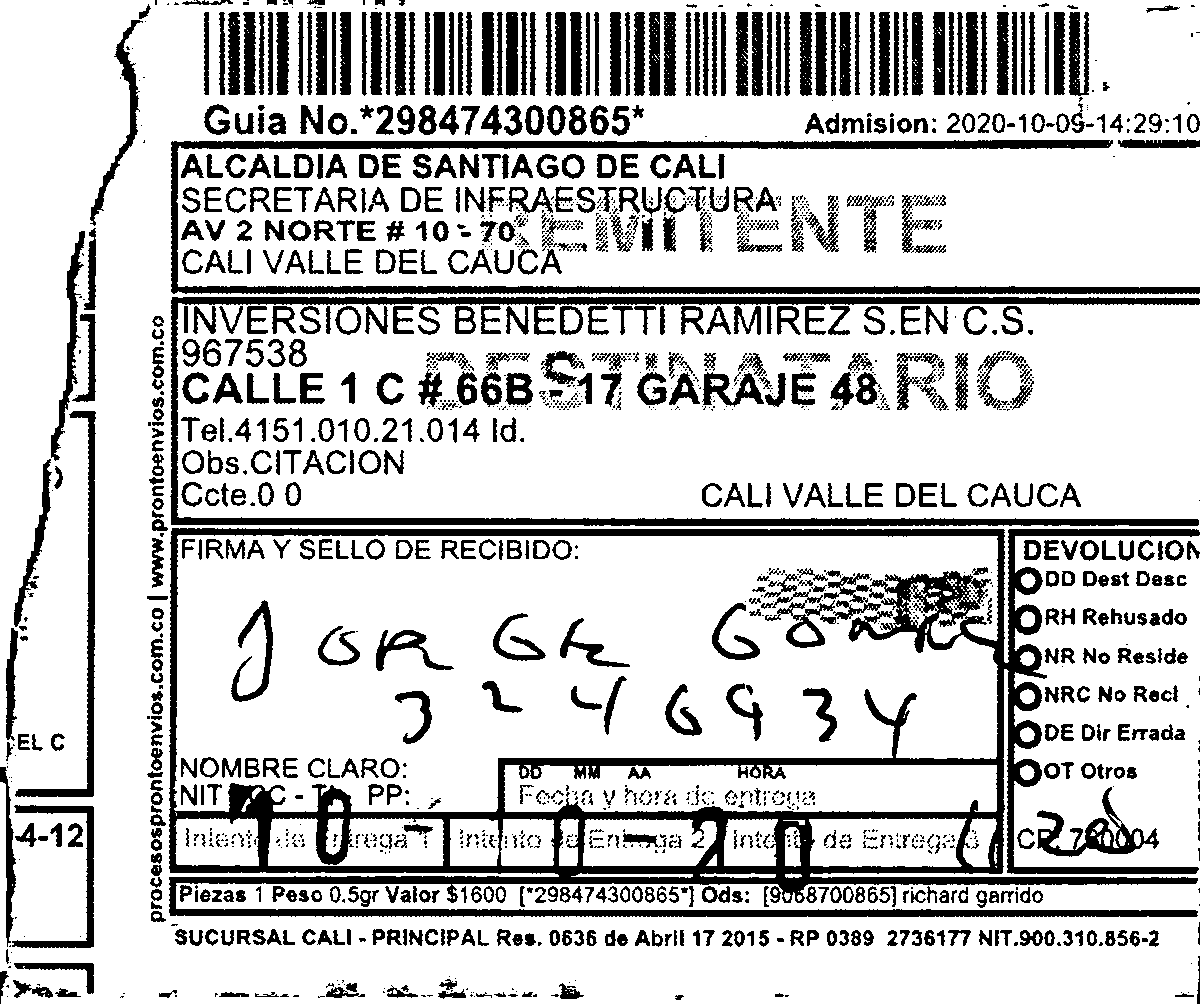 Guia No.*298474300865* Admision: 2020-10-09-14:29:10
ALCALDIA DE SANTIAGO DE CALI
SECRETARIA DE INFRAESTRUCTURA
REMITENTE
AV 2 NORTE # 10 - 70
CALI VALLE DEL CAUCA
INVERSIONES BENEDETTI RAMIREZ S.EN C.S.
967538
DESTINATARIO
CALLE 1 C # 66B - 17 GARAJE 48
Tel.4151.010.21.014 Id.
Obs.CITACION
Ccte.0 0 CALI VALLE DEL CAUCA
procesosprontoenvios.com.co | www.prontoenvios.com.co
FIRMA Y SELLO DE RECIBIDO:
JORGE
3246934
DEVOLUCION
DD Dest Desc
RH Rehusado
NR No Reside
NRC No Recl
DE Dir Errada
OT Otros
EL C
NOMBRE CLARO:
NIT PP:
DD MM AA HORA
Fecha y hora de entrega
4-12
Intento de Entrega 1 Intento de Entrega 2 Intento de Entrega 3
Piezas 1 Peso 0.5gr Valor $1600 [*298474300865*] Ods: [9068700865] richard garrido
SUCURSAL CALI - PRINCIPAL Res. 0636 de Abril 17 2015 - RP 0389 2736177 NIT.900.310.856-2